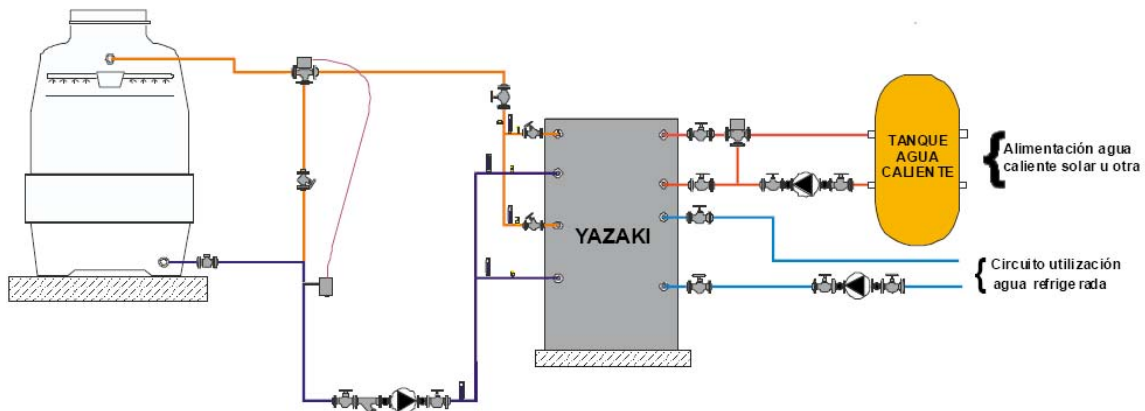 TANQUE
AGUA
CALIENTE
Alimentación agua
caliente solar u otra
YAZAKI
Circuito utilización
agua refrigerada